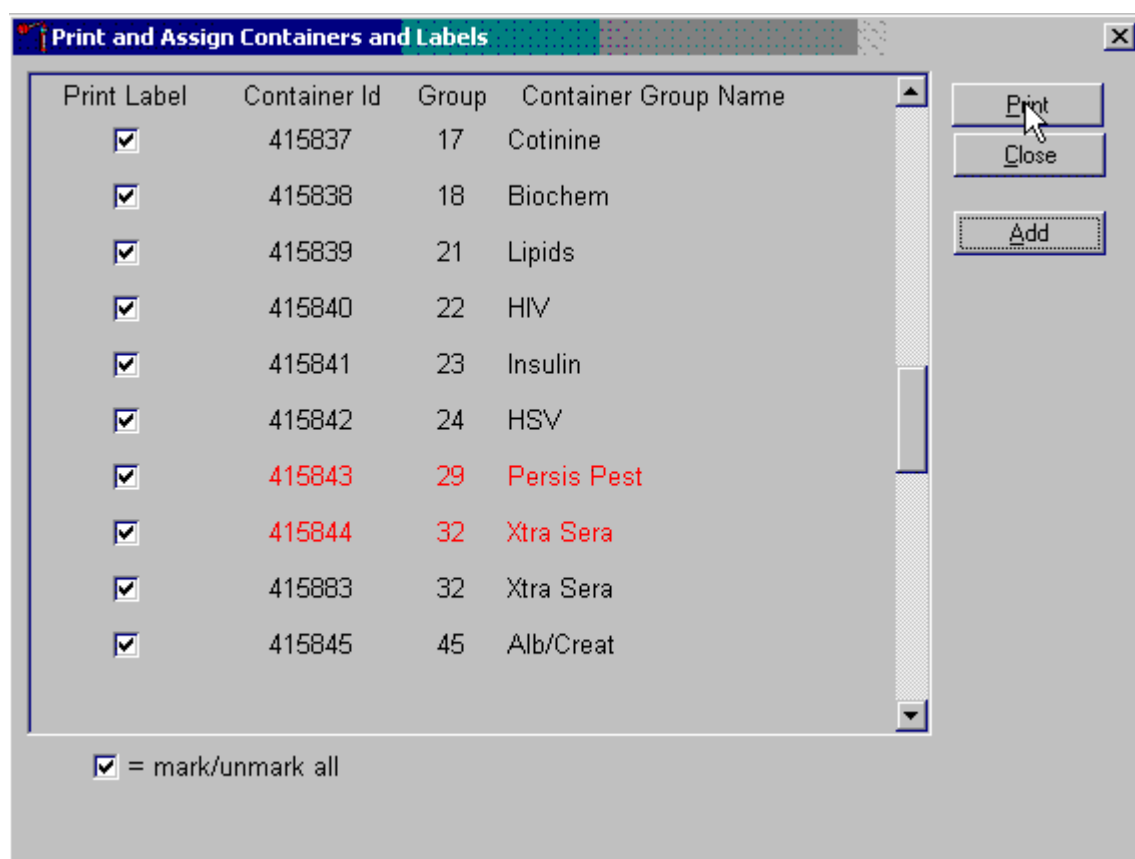 Print and Assign Containers and Labels
Print Label Container Id Group Container Group Name
415837 17 Cotinine
415838 18 Biochem
415839 21 Lipids
415840 22 HIV
415841 23 Insulin
415842 24 HSV
415843 29 Persis Pest
415844 32 Xtra Sera
415883 32 Xtra Sera
415845 45 Alb/Creat
= mark/unmark all
Print
Close
Add